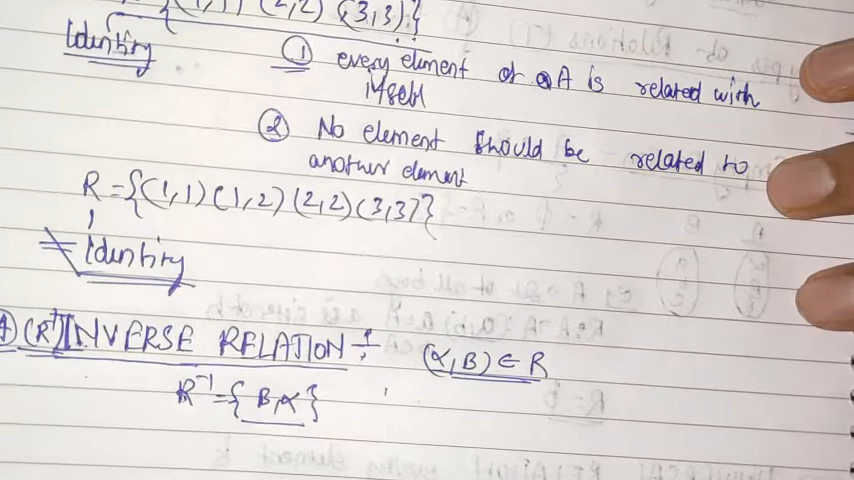 {(1,1) (2,2) (3,3)}
Identity
① every element of A is related with
itself
② No element should be related to
another element
R = {(1,1) (1,2) (2,2) (3,3)}
≠ Identity
4) (R⁻¹) INVERSE RELATION : (α,B) ∈ R
R⁻¹ = { B,α }